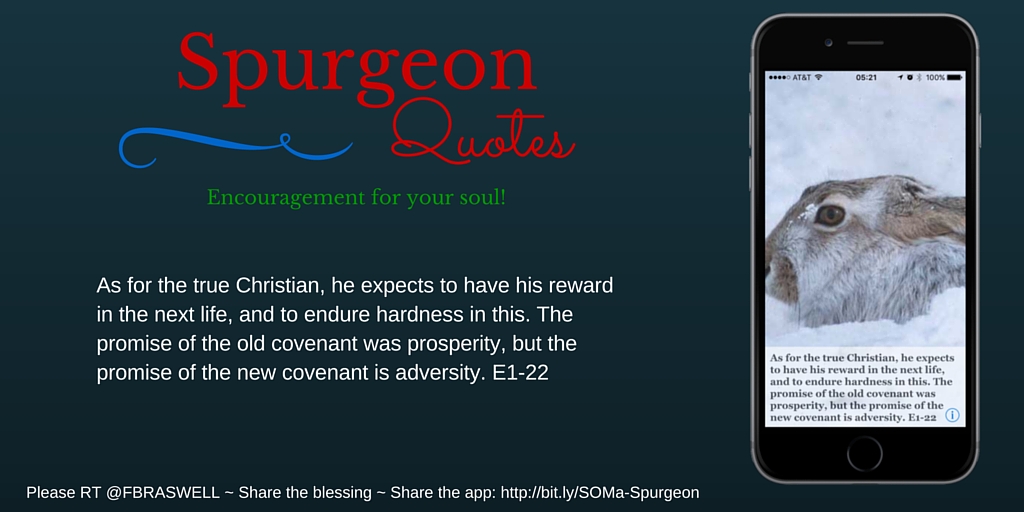 Spurgeon
Quotes
Encouragement for your soul!
As for the true Christian, he expects to have his reward
in the next life, and to endure hardness in this. The
promise of the old covenant was prosperity, but the
promise of the new covenant is adversity. E1-22
Please RT @FBRASWELL ~ Share the blessing ~ Share the app: http://bit.ly/SOMa-Spurgeon
AT&T 05:21 100%
As for the true Christian, he expects
to have his reward in the next life,
and to endure hardness in this. The
promise of the old covenant was
prosperity, but the promise of the
new covenant is adversity. E1-22
i